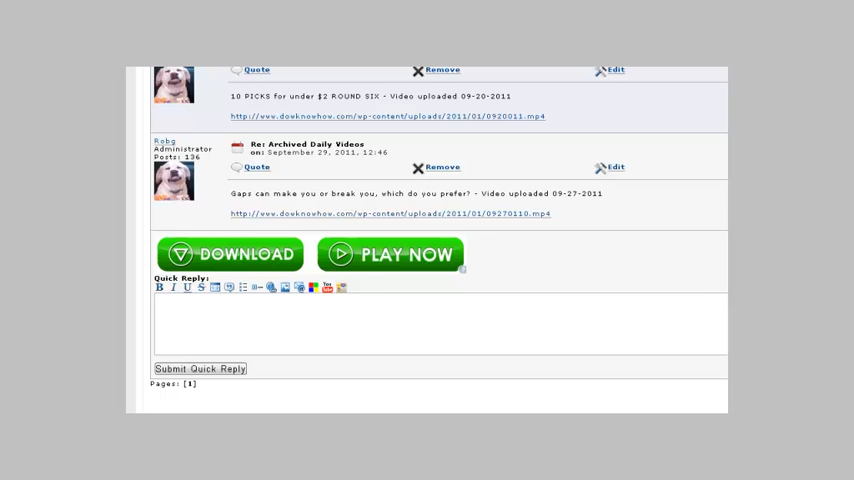 Quote Remove Edit
10 PICKS for under $2 ROUND SIX - Video uploaded 09-20-2011
http://www.dowknowhow.com/wp-content/uploads/2011/01/0920011.mp4
Robg
Administrator
Posts: 136
Re: Archived Daily Videos
on: September 29, 2011, 12:46
Quote Remove Edit
Gaps can make you or break you, which do you prefer? - Video uploaded 09-27-2011
http://www.dowknowhow.com/wp-content/uploads/2011/01/09270110.mp4
DOWNLOAD PLAY NOW
Quick Reply:
B I U S
Submit Quick Reply
Pages: [1]